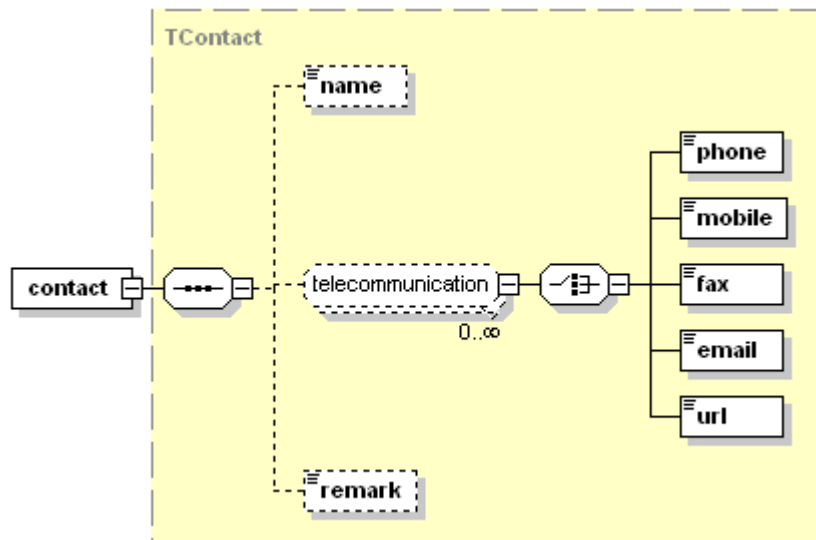 TContact
name
phone
mobile
contact
telecommunication
fax
0..∞
email
url
remark